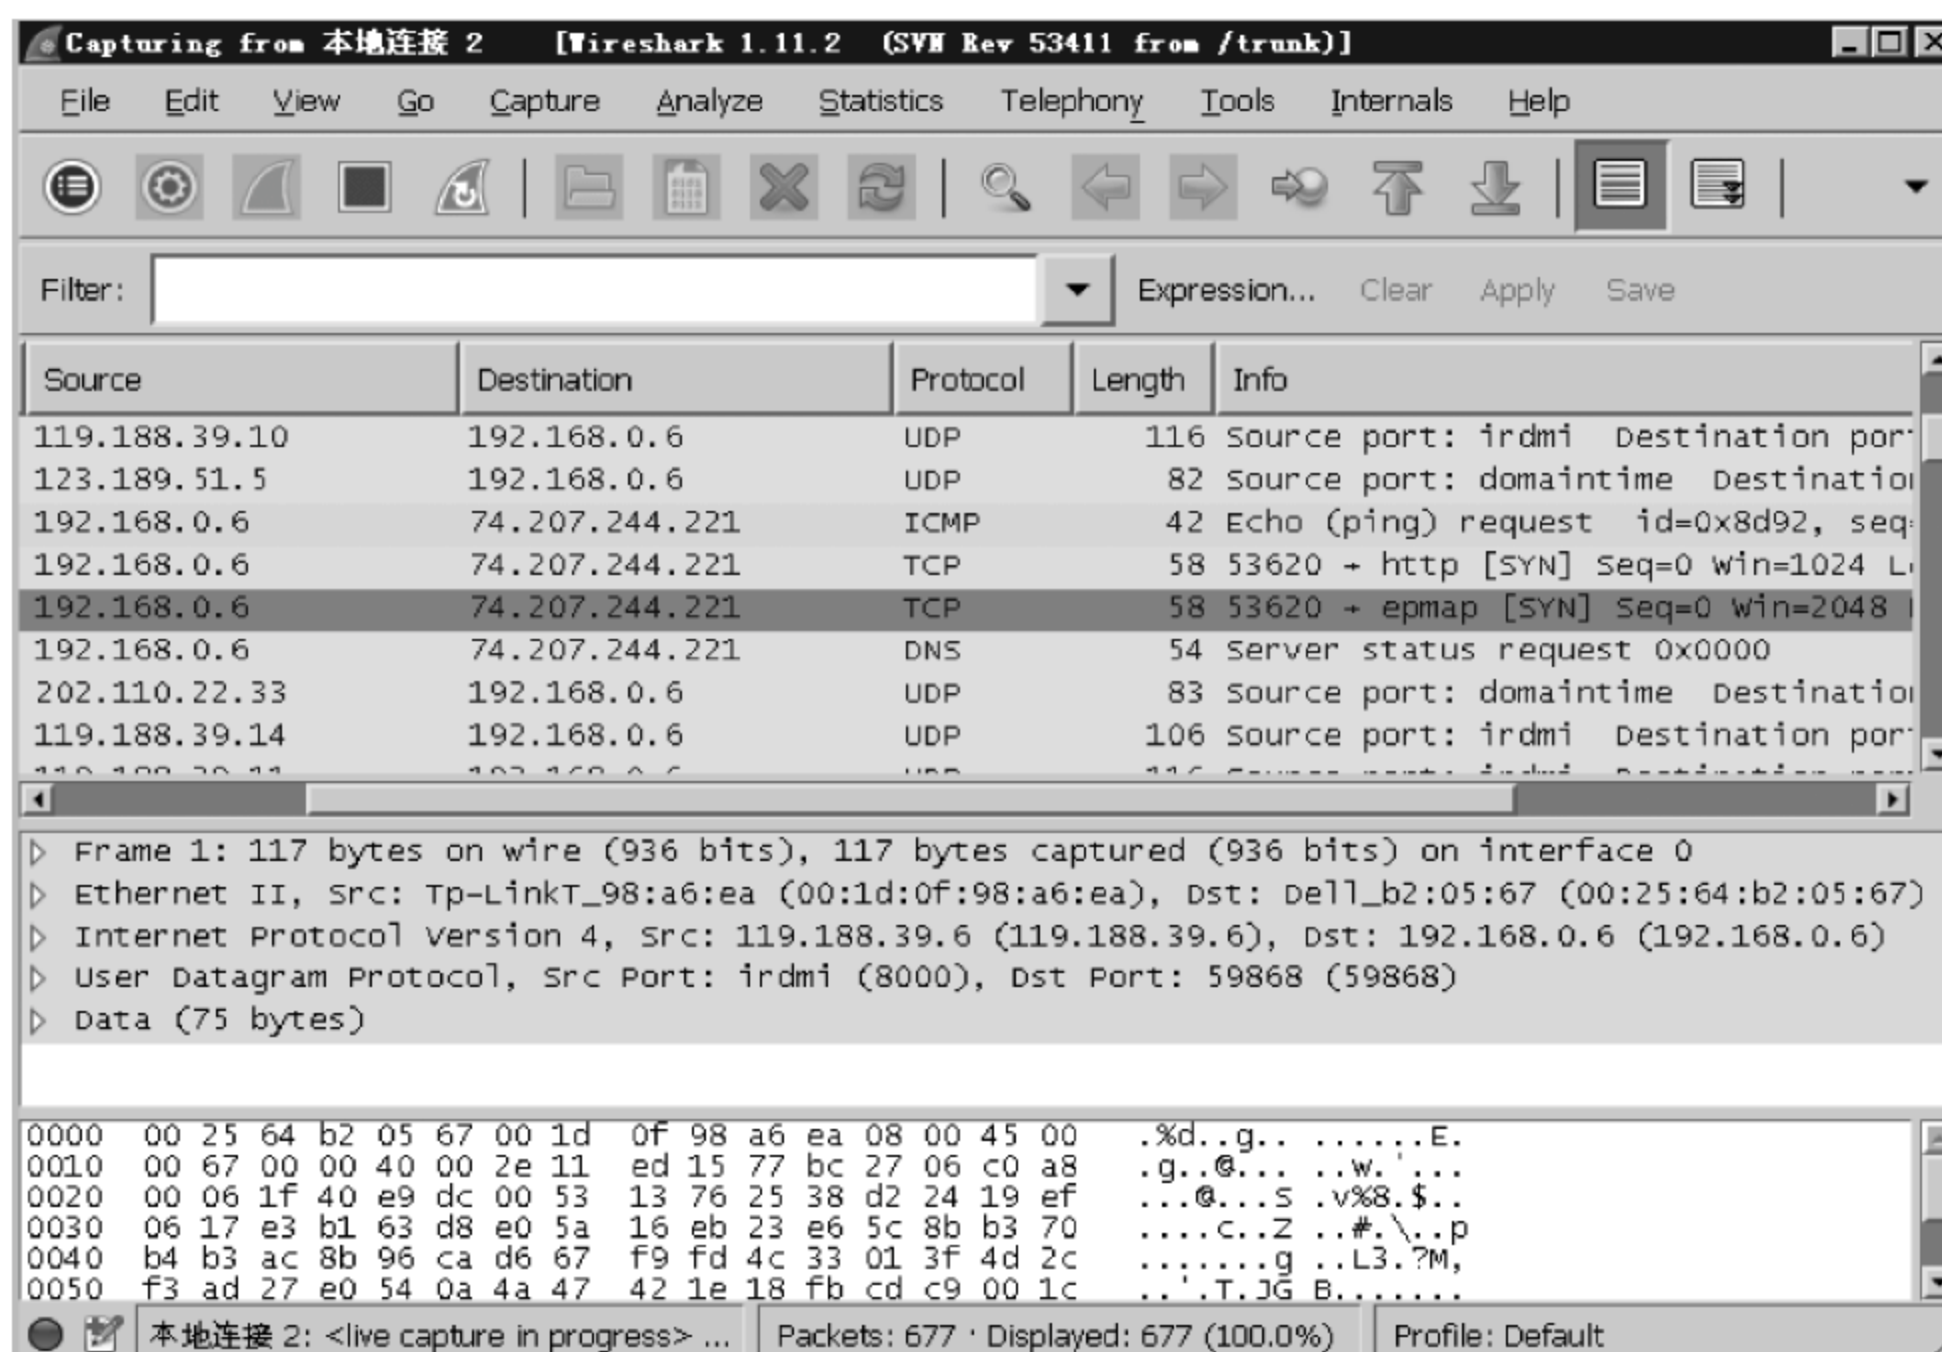 Capturing from 本地连接 2 [Wireshark 1.11.2 (SVN Rev 53411 from /trunk)]
File Edit View Go Capture Analyze Statistics Telephony Tools Internals Help
Filter: Expression... Clear Apply Save
Source Destination Protocol Length Info
119.188.39.10 192.168.0.6 UDP 116 Source port: irdmi Destination por
123.189.51.5 192.168.0.6 UDP 82 Source port: domaintime Destinatio
192.168.0.6 74.207.244.221 ICMP 42 Echo (ping) request id=0x8d92, seq
192.168.0.6 74.207.244.221 TCP 58 53620 → http [SYN] Seq=0 Win=1024 L
192.168.0.6 74.207.244.221 TCP 58 53620 → epmap [SYN] Seq=0 Win=2048
192.168.0.6 74.207.244.221 DNS 54 Server status request 0x0000
202.110.22.33 192.168.0.6 UDP 83 Source port: domaintime Destinatio
119.188.39.14 192.168.0.6 UDP 106 Source port: irdmi Destination por
Frame 1: 117 bytes on wire (936 bits), 117 bytes captured (936 bits) on interface 0
Ethernet II, Src: Tp-LinkT_98:a6:ea (00:1d:0f:98:a6:ea), Dst: Dell_b2:05:67 (00:25:64:b2:05:67)
Internet Protocol Version 4, Src: 119.188.39.6 (119.188.39.6), Dst: 192.168.0.6 (192.168.0.6)
User Datagram Protocol, Src Port: irdmi (8000), Dst Port: 59868 (59868)
Data (75 bytes)
0000 00 25 64 b2 05 67 00 1d 0f 98 a6 ea 08 00 45 00 .%d..g.. ......E.
0010 00 67 00 00 40 00 2e 11 ed 15 77 bc 27 06 c0 a8 .g..@... ..w.'...
0020 00 06 1f 40 e9 dc 00 53 13 76 25 38 d2 24 19 ef ...@...S .v%8.$..
0030 06 17 e3 b1 63 d8 e0 5a 16 eb 23 e6 5c 8b b3 70 ....c..Z ..#.\..p
0040 b4 b3 ac 8b 96 ca d6 67 f9 fd 4c 33 01 3f 4d 2c .......g ..L3.?M,
0050 f3 ad 27 e0 54 0a 4a 47 42 1e 18 fb cd c9 00 1c ..'.T.JG B.......
本地连接 2: <live capture in progress> ... Packets: 677 · Displayed: 677 (100.0%) Profile: Default